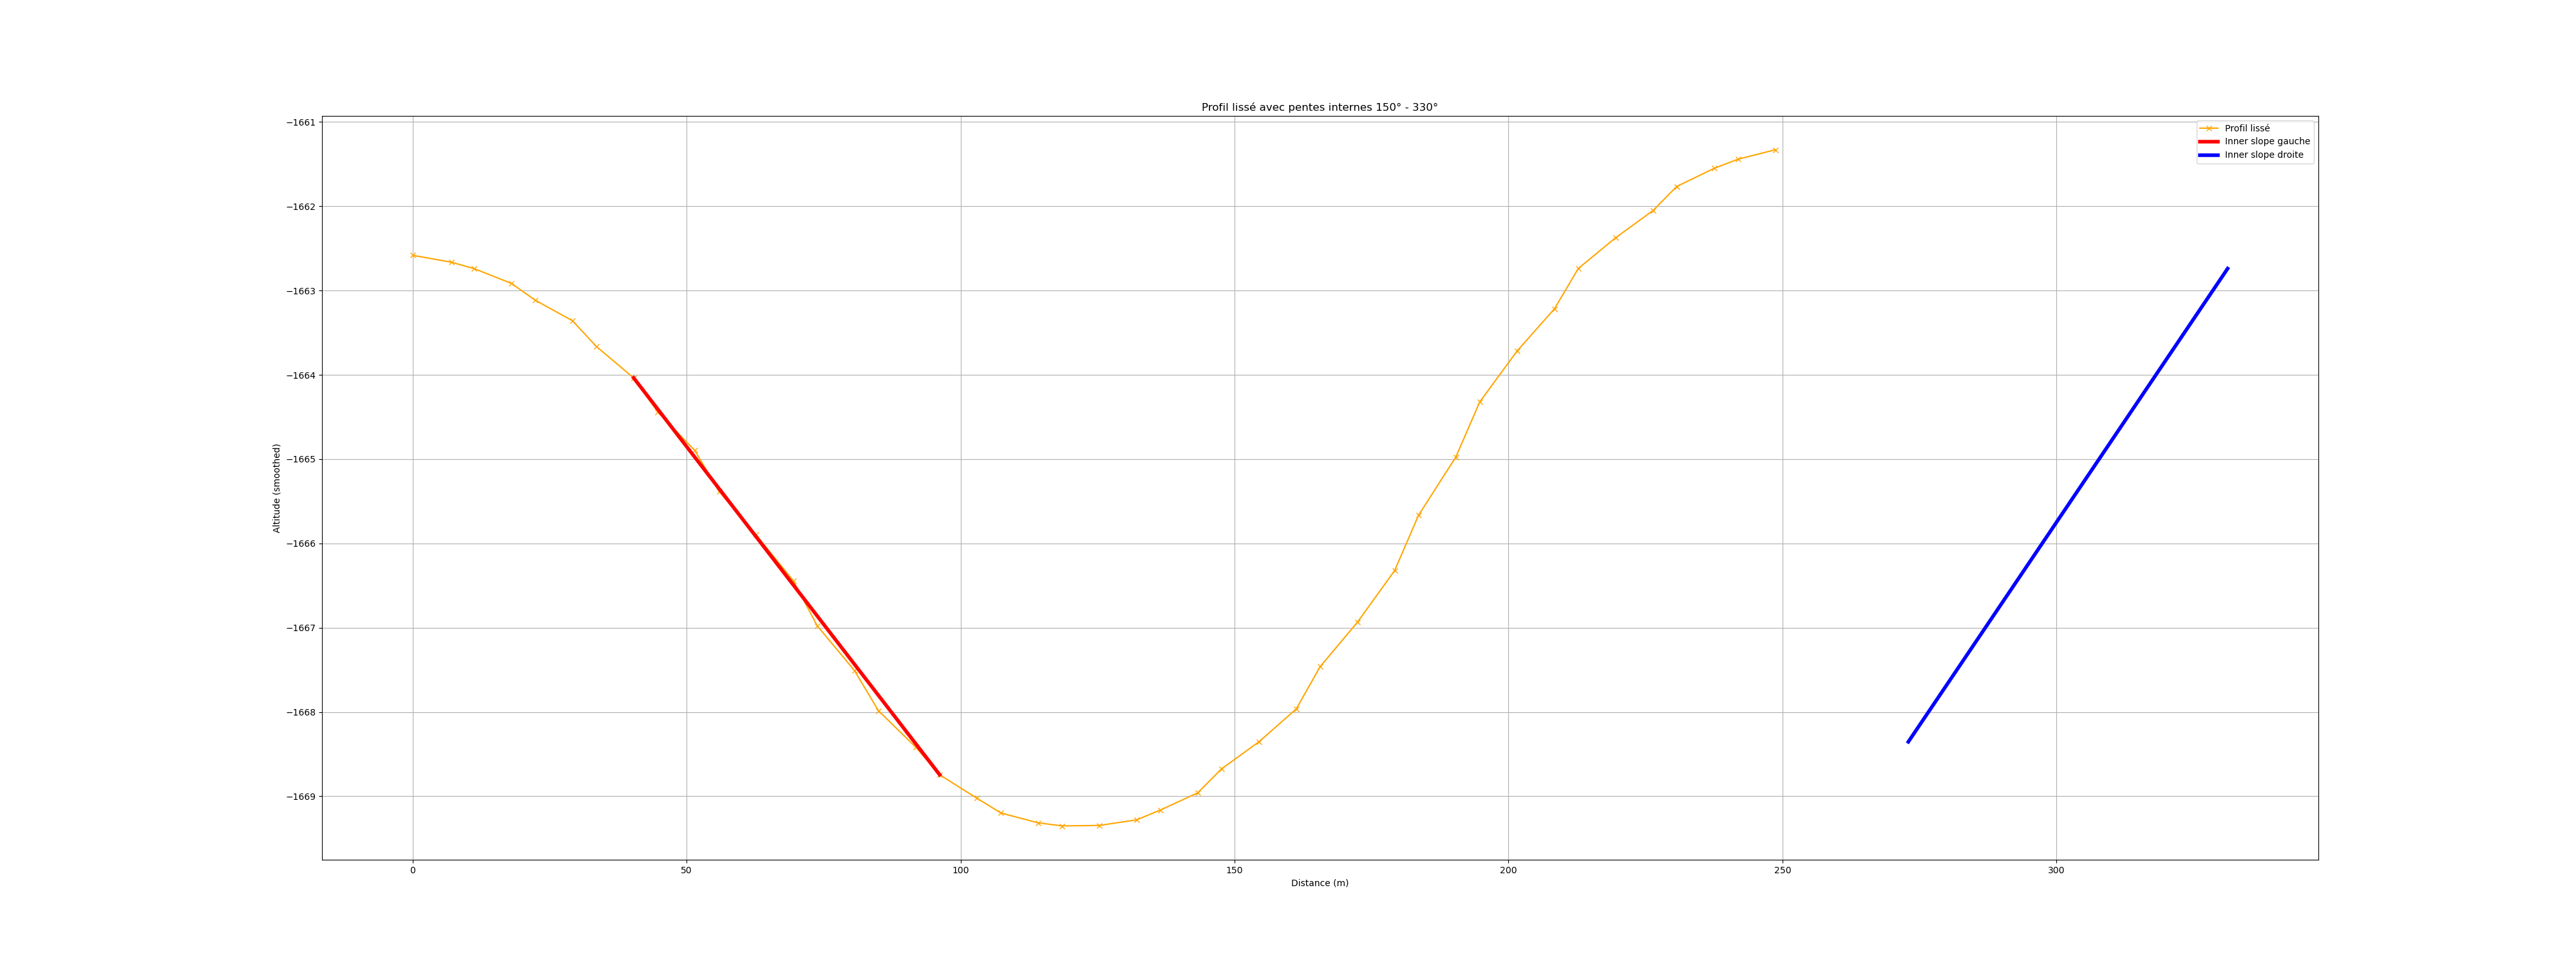 Profil lissé avec pentes internes 150° - 330°
−1661
−1662
−1663
−1664
−1665
−1666
−1667
−1668
−1669
Altitude (smoothed)
Profil lissé
Inner slope gauche
Inner slope droite
0 50 100 150 200 250 300
Distance (m)